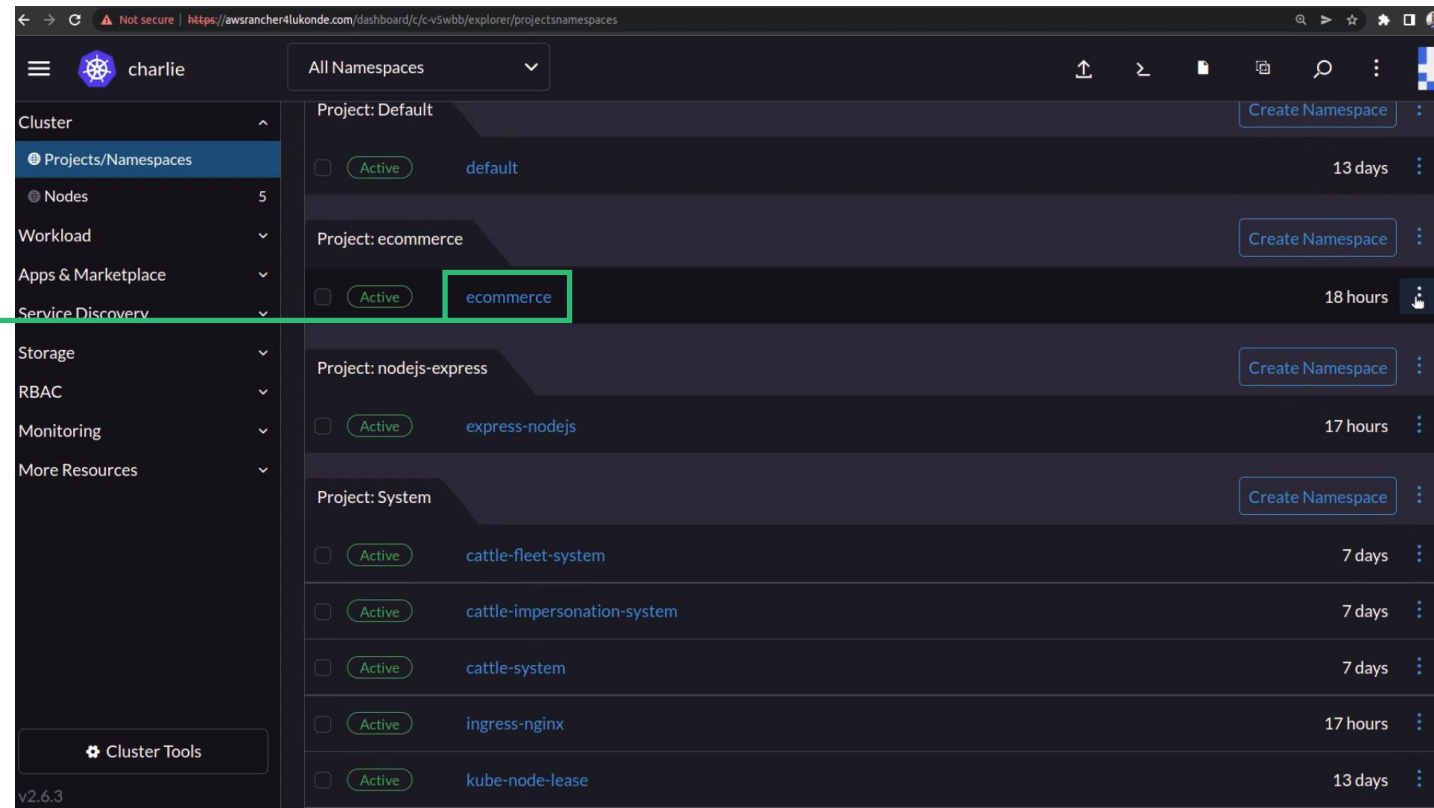 Not secure | https://awsrancher4lukonde.com/dashboard/c/c-v5wbb/explorer/projectsnamespaces
charlie
All Namespaces
Cluster
Projects/Namespaces
Nodes 5
Workload
Apps & Marketplace
Service Discovery
Storage
RBAC
Monitoring
More Resources
Cluster Tools
v2.6.3
Project: Default Create Namespace
Active default 13 days
Project: ecommerce Create Namespace
Active ecommerce 18 hours
Project: nodejs-express Create Namespace
Active express-nodejs 17 hours
Project: System Create Namespace
Active cattle-fleet-system 7 days
Active cattle-impersonation-system 7 days
Active cattle-system 7 days
Active ingress-nginx 17 hours
Active kube-node-lease 13 days